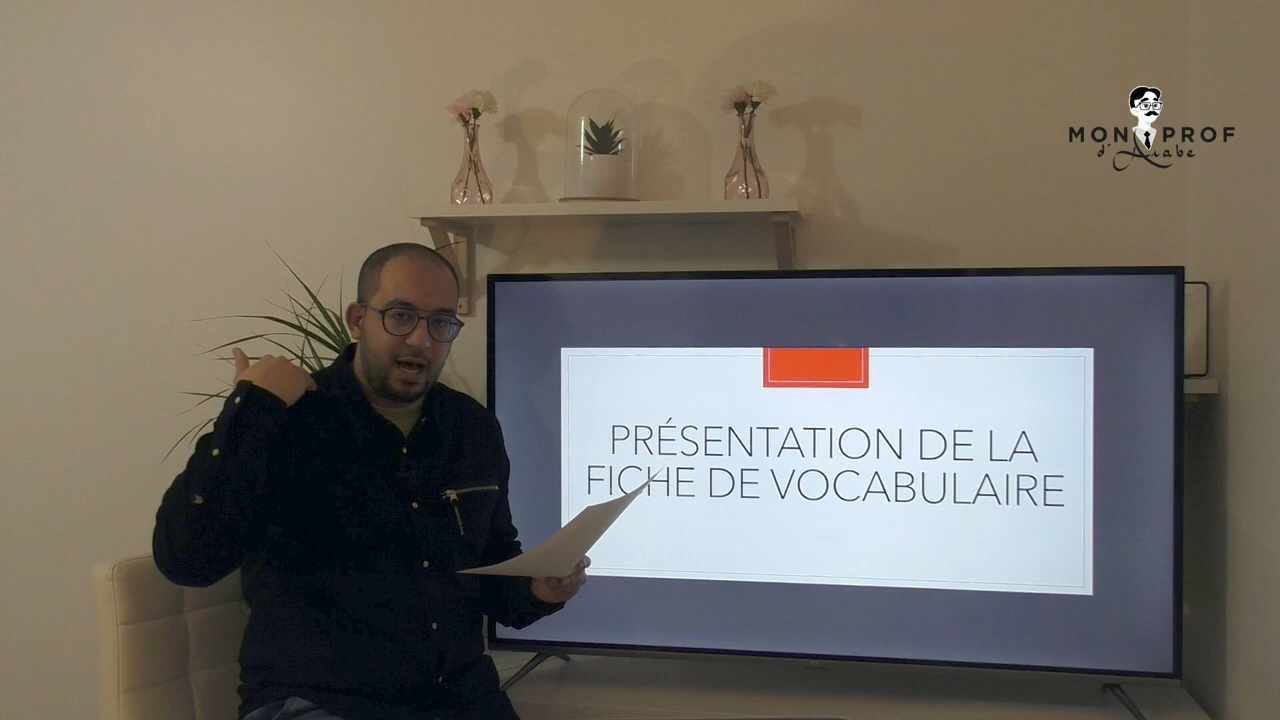 MON PROF
d'Arabe
PRÉSENTATION DE LA
FICHE DE VOCABULAIRE